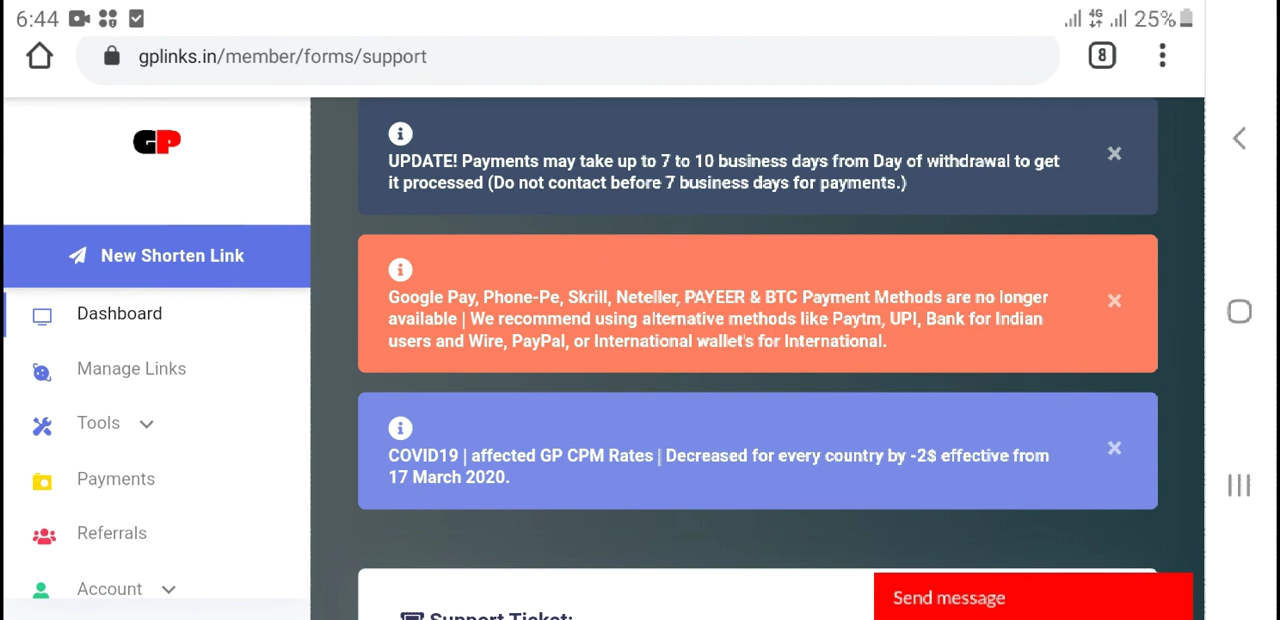 6:44
4G
25%
gplinks.in/member/forms/support
8
GP
New Shorten Link
Dashboard
Manage Links
Tools
Payments
Referrals
Account
UPDATE! Payments may take up to 7 to 10 business days from Day of withdrawal to get
it processed (Do not contact before 7 business days for payments.)
Google Pay, Phone-Pe, Skrill, Neteller, PAYEER & BTC Payment Methods are no longer
available | We recommend using alternative methods like Paytm, UPI, Bank for Indian
users and Wire, PayPal, or International wallet's for International.
COVID19 | affected GP CPM Rates | Decreased for every country by -2$ effective from
17 March 2020.
Support Ticket:
Send message